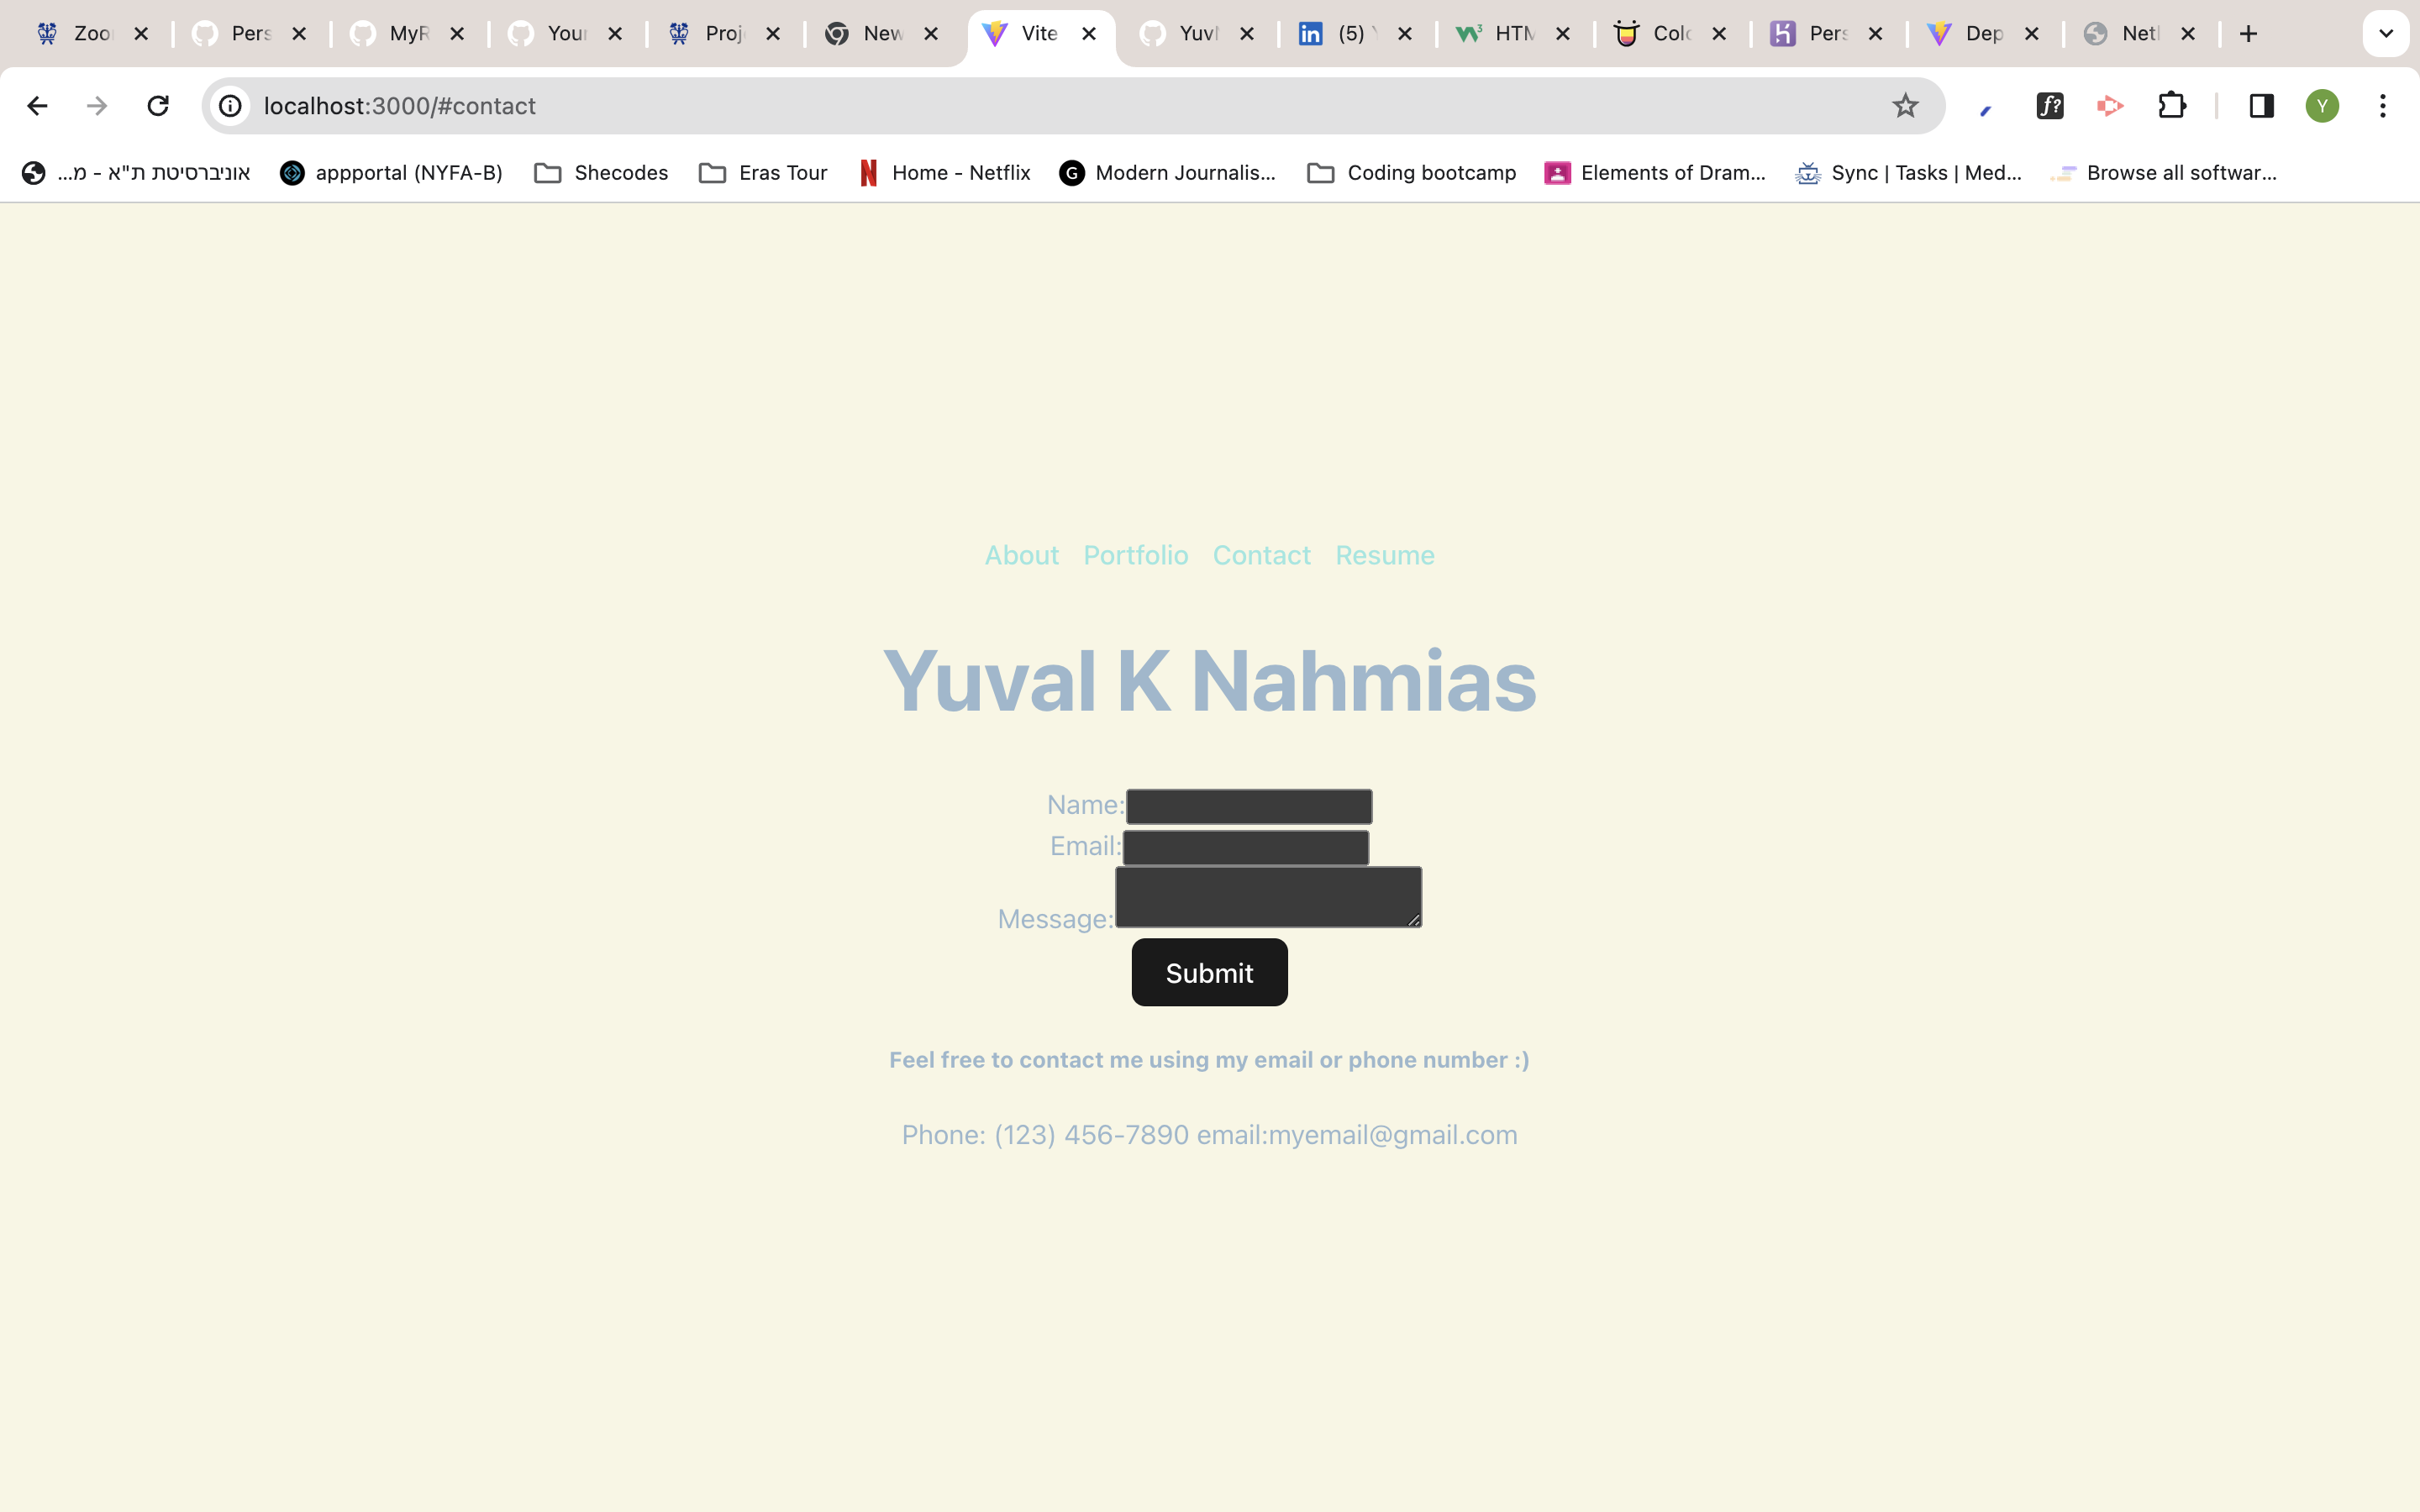 Zoo Pers MyR Your Proj New Vite Yuv (5) HTM Colo Pers Dep Netl
localhost:3000/#contact Y
אוניברסיטת ת"א - מ... appportal (NYFA-B) Shecodes Eras Tour Home - Netflix Modern Journalis... Coding bootcamp Elements of Dram... Sync | Tasks | Med... Browse all softwar...
About Portfolio Contact Resume
Yuval K Nahmias
Name:
Email:
Message:
Submit
Feel free to contact me using my email or phone number :)
Phone: (123) 456-7890 email:myemail@gmail.com